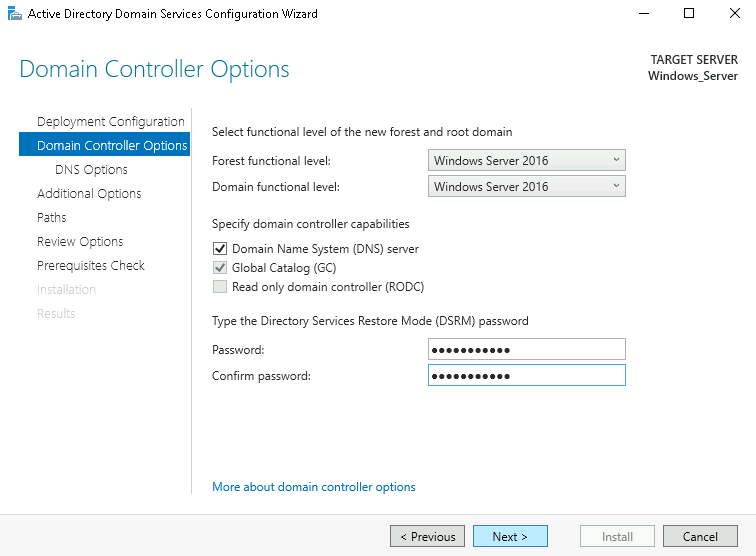 Active Directory Domain Services Configuration Wizard
Domain Controller Options
TARGET SERVER
Windows_Server
Deployment Configuration
Domain Controller Options
DNS Options
Additional Options
Paths
Review Options
Prerequisites Check
Installation
Results
Select functional level of the new forest and root domain
Forest functional level: Windows Server 2016
Domain functional level: Windows Server 2016
Specify domain controller capabilities
Domain Name System (DNS) server
Global Catalog (GC)
Read only domain controller (RODC)
Type the Directory Services Restore Mode (DSRM) password
Password: ●●●●●●●●●●●
Confirm password: ●●●●●●●●●●●
More about domain controller options
< Previous Next > Install Cancel